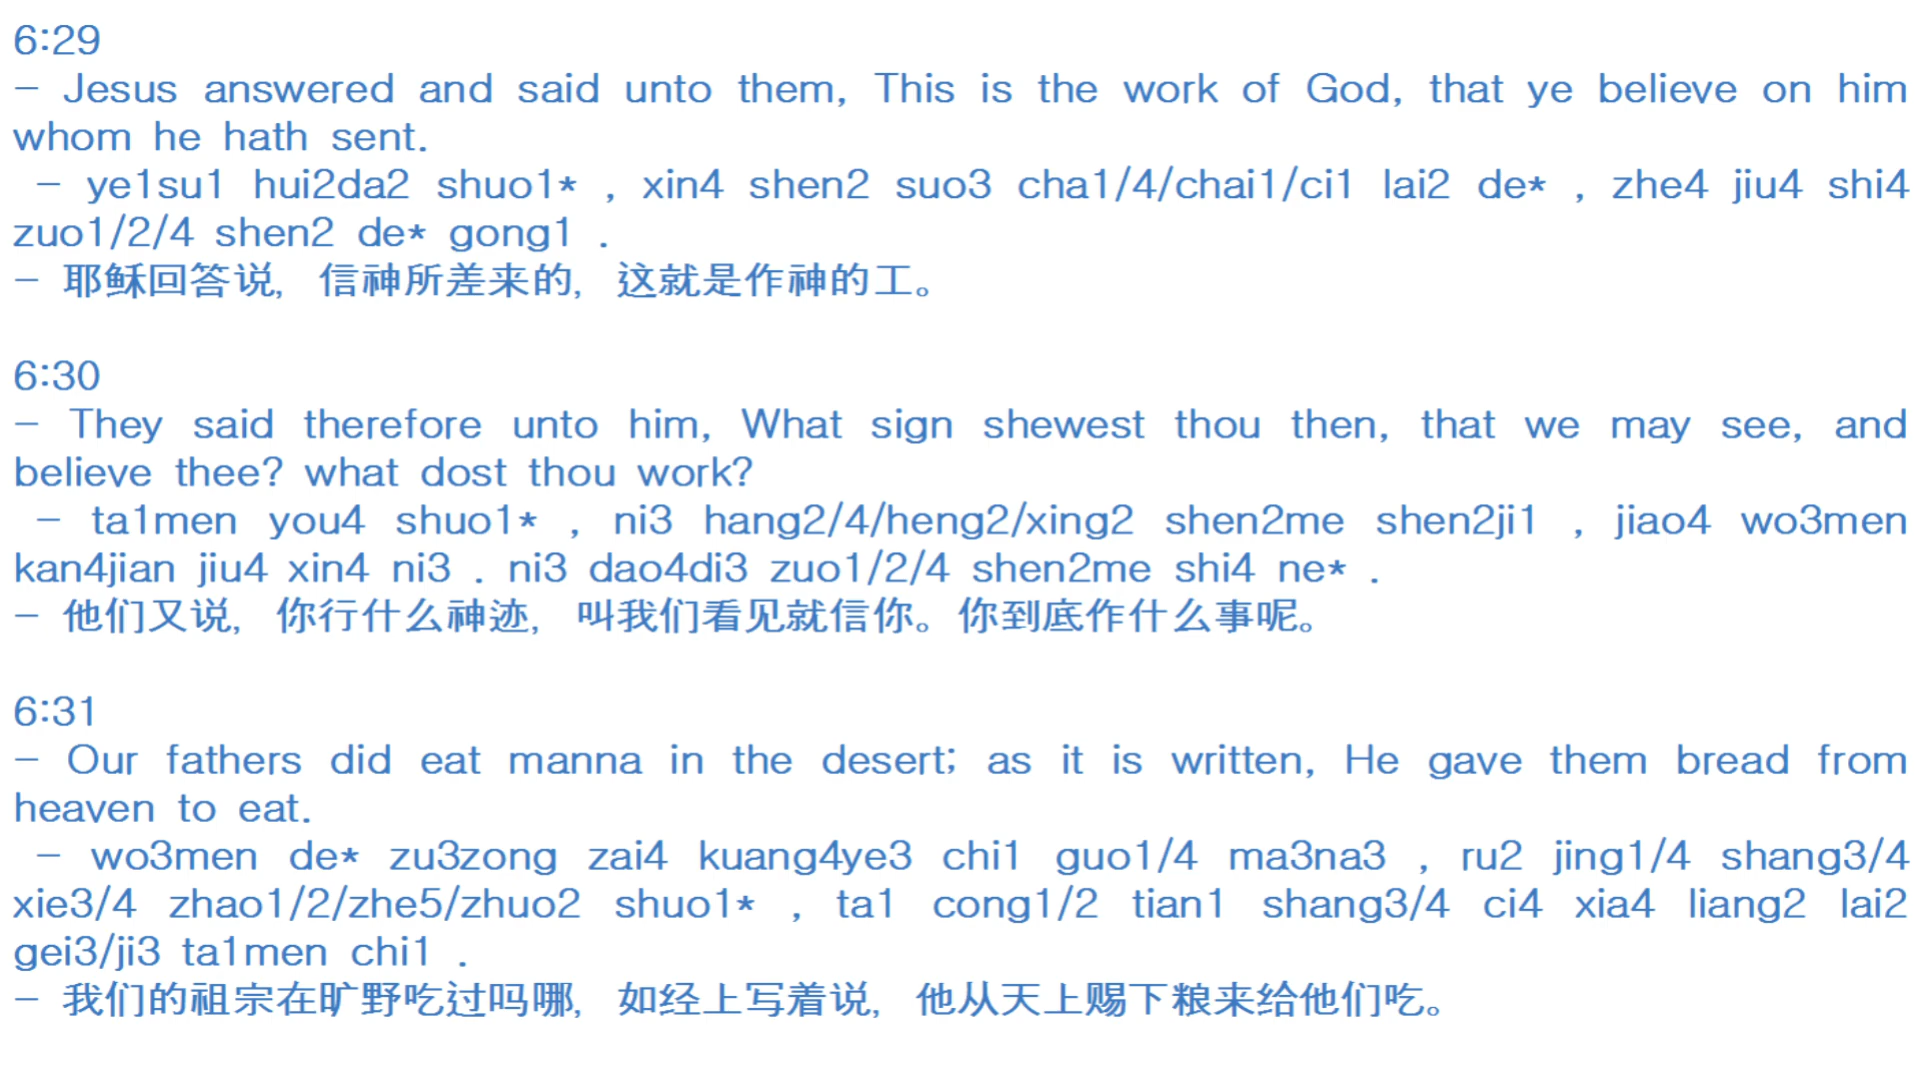 6:29
- Jesus answered and said unto them, This is the work of God, that ye believe on him
whom he hath sent.
- ye1su1 hui2da2 shuo1* , xin4 shen2 suo3 cha1/4/chai1/ci1 lai2 de* , zhe4 jiu4 shi4
zuo1/2/4 shen2 de* gong1 .
- 耶稣回答说, 信神所差来的, 这就是作神的工。
6:30
- They said therefore unto him, What sign shewest thou then, that we may see, and
believe thee? what dost thou work?
- ta1men you4 shuo1* , ni3 hang2/4/heng2/xing2 shen2me shen2ji1 , jiao4 wo3men
kan4jian jiu4 xin4 ni3 . ni3 dao4di3 zuo1/2/4 shen2me shi4 ne* .
- 他们又说, 你行什么神迹, 叫我们看见就信你。你到底作什么事呢。
6:31
- Our fathers did eat manna in the desert; as it is written, He gave them bread from
heaven to eat.
- wo3men de* zu3zong zai4 kuang4ye3 chi1 guo1/4 ma3na3 , ru2 jing1/4 shang3/4
xie3/4 zhao1/2/zhe5/zhuo2 shuo1* , ta1 cong1/2 tian1 shang3/4 ci4 xia4 liang2 lai2
gei3/ji3 ta1men chi1 .
- 我们的祖宗在旷野吃过吗哪, 如经上写着说, 他从天上赐下粮来给他们吃。